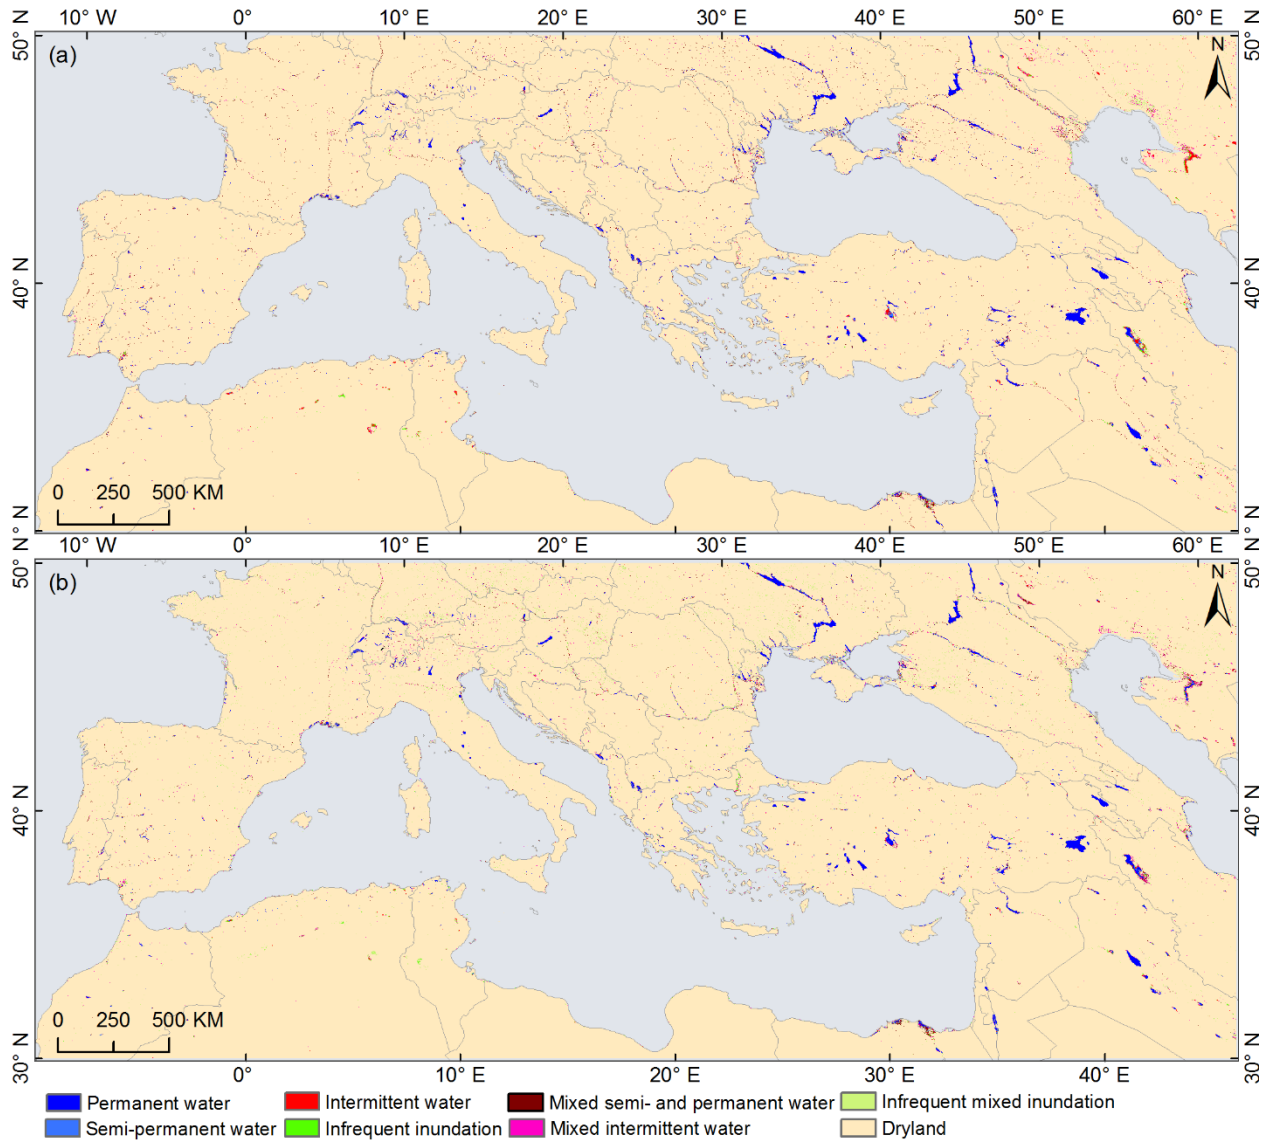 10° W 0° 10° E 20° E 30° E 40° E 50° E 60° E
50° N
50° N
(a)
N
40° N
40° N
0 250 500 KM
° N
° N
10° W 0° 10° E 20° E 30° E 40° E 50° E 60° E
50° N
50° N
(b)
N
40° N
40° N
0 250 500 KM
30° N
30° N
0° 10° E 20° E 30° E 40° E
Permanent water Intermittent water Mixed semi- and permanent water Infrequent mixed inundation
Semi-permanent water Infrequent inundation Mixed intermittent water Dryland